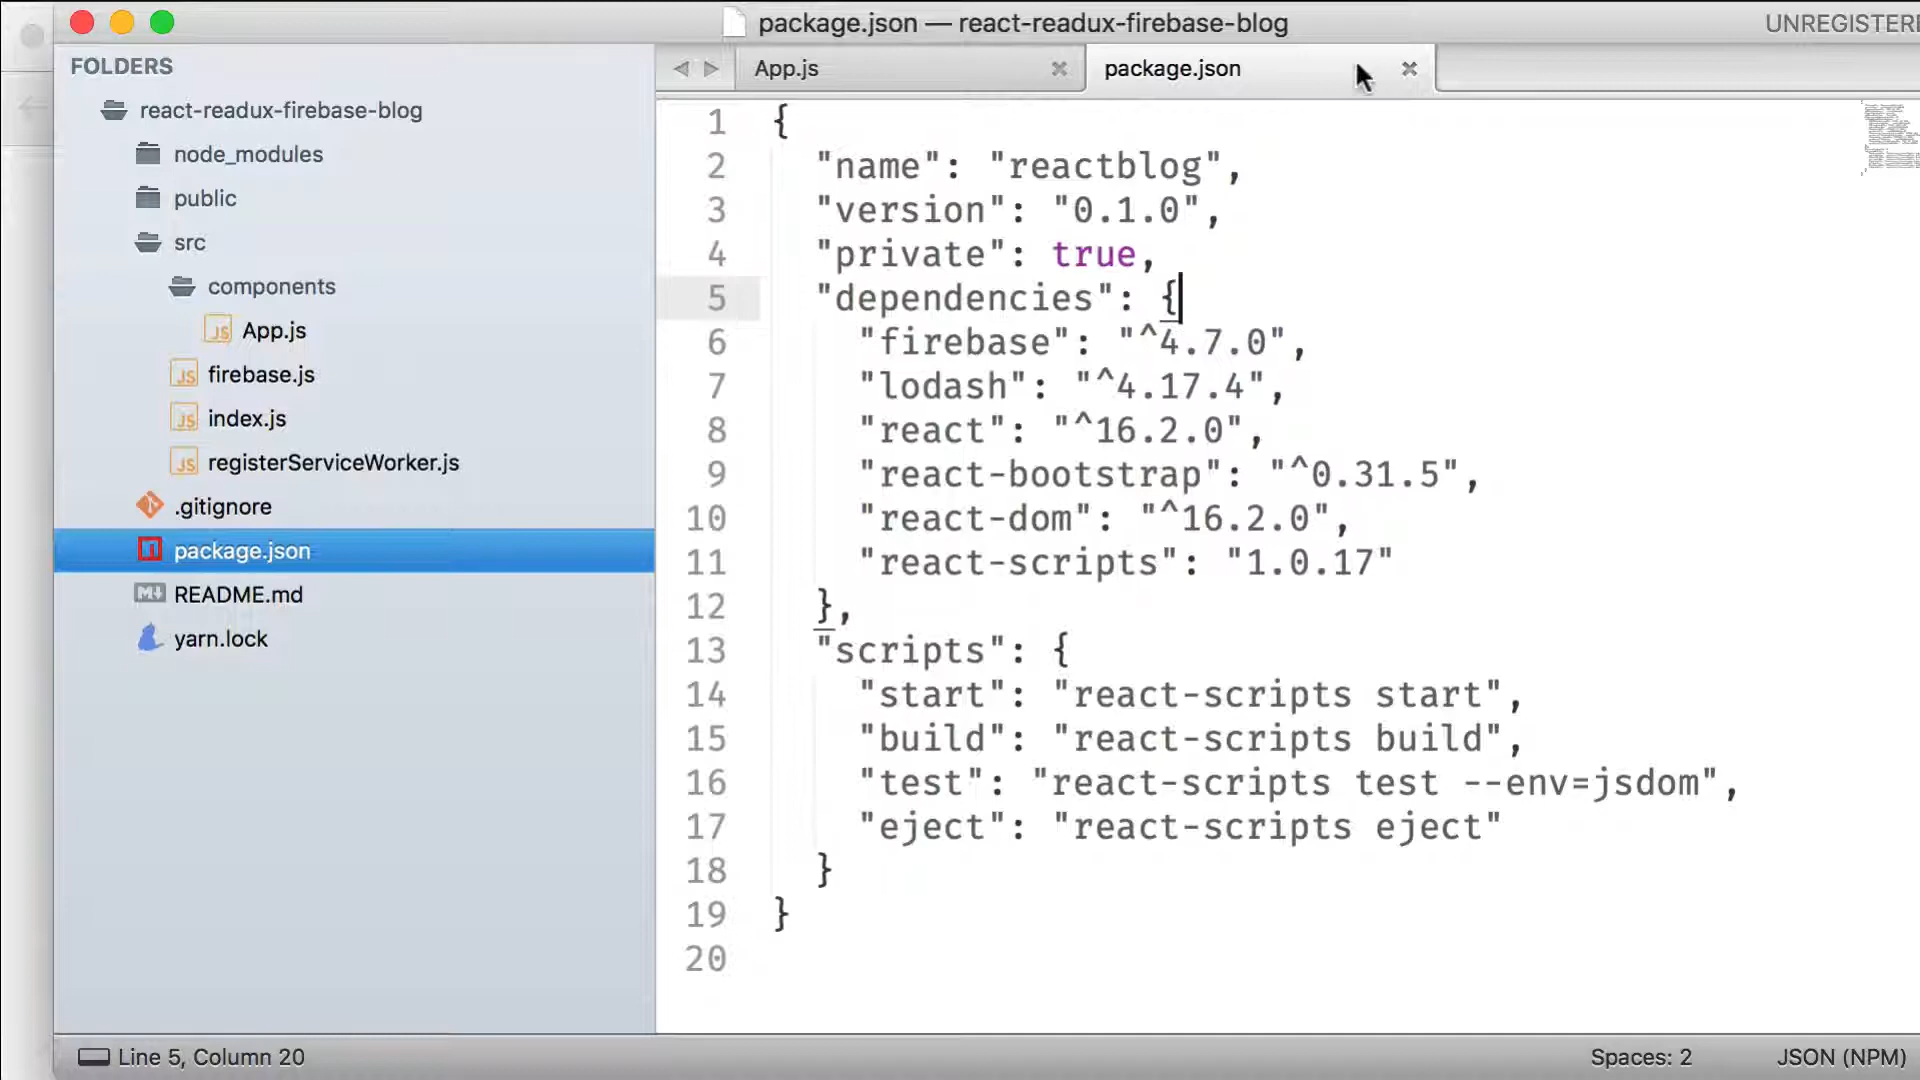 package.json — react-readux-firebase-blog
UNREGISTERE
FOLDERS
react-readux-firebase-blog
node_modules
public
src
components
App.js
firebase.js
index.js
registerServiceWorker.js
.gitignore
package.json
README.md
yarn.lock
App.js
package.json
1 {
2 "name": "reactblog",
3 "version": "0.1.0",
4 "private": true,
5 "dependencies": {
6 "firebase": "^4.7.0",
7 "lodash": "^4.17.4",
8 "react": "^16.2.0",
9 "react-bootstrap": "^0.31.5",
10 "react-dom": "^16.2.0",
11 "react-scripts": "1.0.17"
12 },
13 "scripts": {
14 "start": "react-scripts start",
15 "build": "react-scripts build",
16 "test": "react-scripts test --env=jsdom",
17 "eject": "react-scripts eject"
18 }
19 }
20
Line 5, Column 20
Spaces: 2
JSON (NPM)